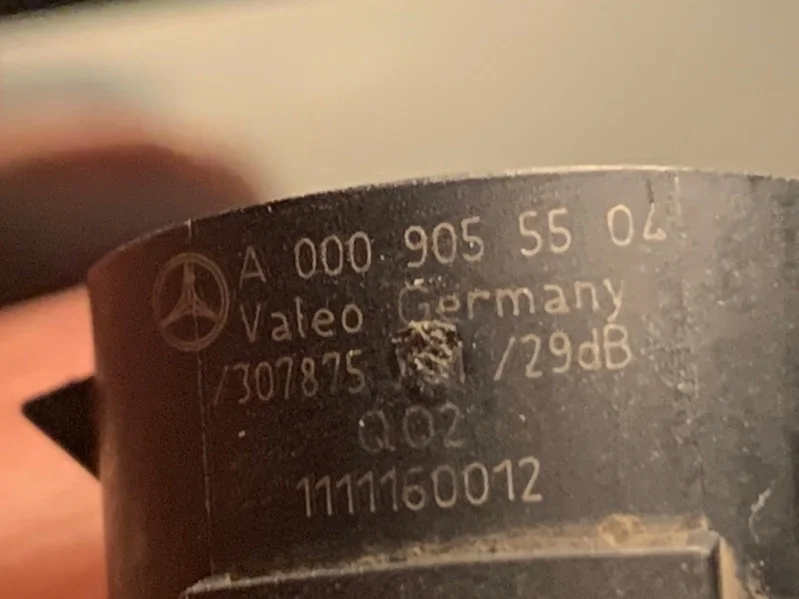 A 000 905 55 04
Valeo Germany
/307875 /29dB
Q02
1111160012